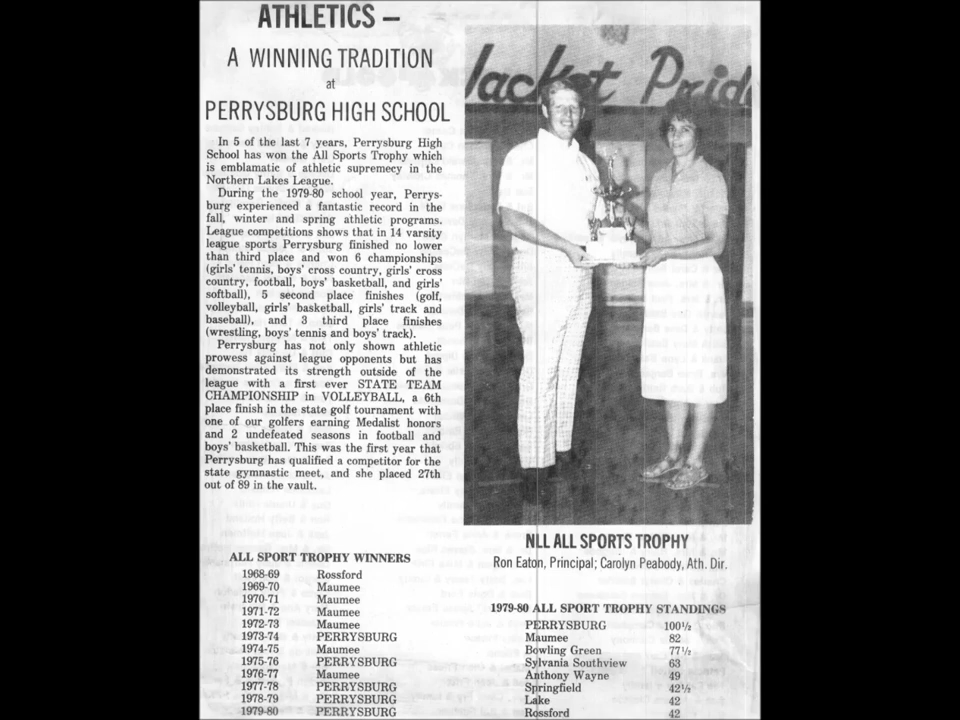 ATHLETICS –
A WINNING TRADITION
at
PERRYSBURG HIGH SCHOOL
In 5 of the last 7 years, Perrysburg High
School has won the All Sports Trophy which
is emblamatic of athletic supremecy in the
Northern Lakes League.
During the 1979-80 school year, Perrys-
burg experienced a fantastic record in the
fall, winter and spring athletic programs.
League competitions shows that in 14 varsity
league sports Perrysburg finished no lower
than third place and won 6 championships
(girls' tennis, boys' cross country, girls' cross
country, football, boys' basketball, and girls'
softball), 5 second place finishes (golf,
volleyball, girls' basketball, girls' track and
baseball), and 3 third place finishes
(wrestling, boys' tennis and boys' track).
Perrysburg has not only shown athletic
prowess against league opponents but has
demonstrated its strength outside of the
league with a first ever STATE TEAM
CHAMPIONSHIP in VOLLEYBALL, a 6th
place finish in the state golf tournament with
one of our golfers earning Medalist honors
and 2 undefeated seasons in football and
boys' basketball. This was the first year that
Perrysburg has qualified a competitor for the
state gymnastic meet, and she placed 27th
out of 89 in the vault.
Jacket Pride
NLL ALL SPORTS TROPHY
Ron Eaton, Principal; Carolyn Peabody, Ath. Dir.
ALL SPORT TROPHY WINNERS
1968-69 Rossford
1969-70 Maumee
1970-71 Maumee
1971-72 Maumee
1972-73 Maumee
1973-74 PERRYSBURG
1974-75 Maumee
1975-76 PERRYSBURG
1976-77 Maumee
1977-78 PERRYSBURG
1978-79 PERRYSBURG
1979-80 PERRYSBURG
1979-80 ALL SPORT TROPHY STANDINGS
PERRYSBURG 100½
Maumee 82
Bowling Green 77½
Sylvania Southview 63
Anthony Wayne 49
Springfield 42½
Lake 42
Rossford 42